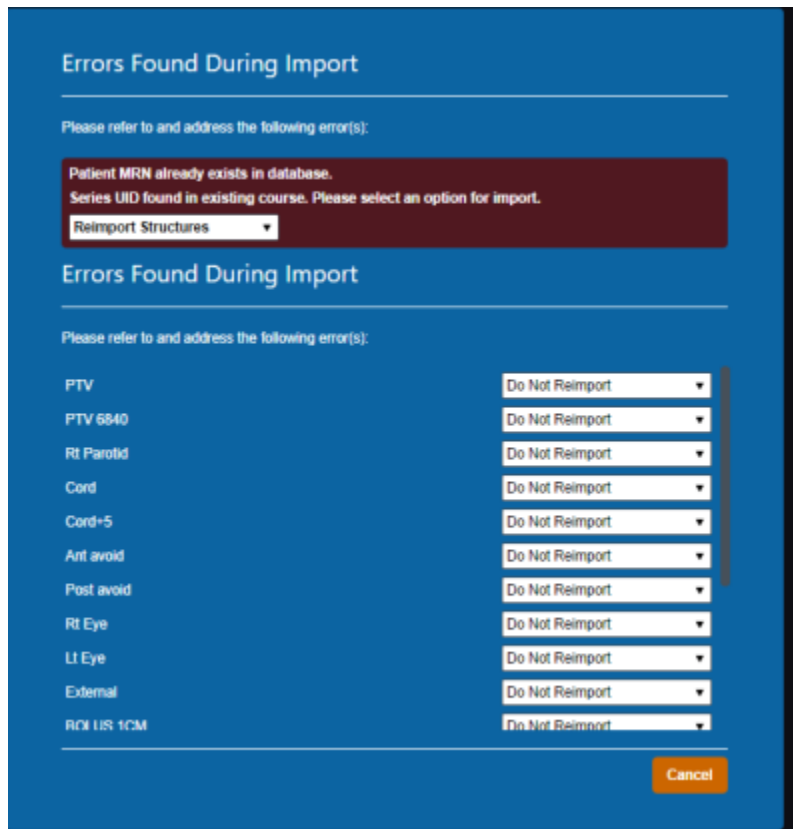 Errors Found During Import
Please refer to and address the following error(s):
Patient MRN already exists in database.
Series UID found in existing course. Please select an option for import.
Reimport Structures
Errors Found During Import
Please refer to and address the following error(s):
PTV Do Not Reimport
PTV 6840 Do Not Reimport
Rt Parotid Do Not Reimport
Cord Do Not Reimport
Cord+5 Do Not Reimport
Ant avoid Do Not Reimport
Post avoid Do Not Reimport
Rt Eye Do Not Reimport
Lt Eye Do Not Reimport
External Do Not Reimport
BOLUS 1CM Do Not Reimport
Cancel